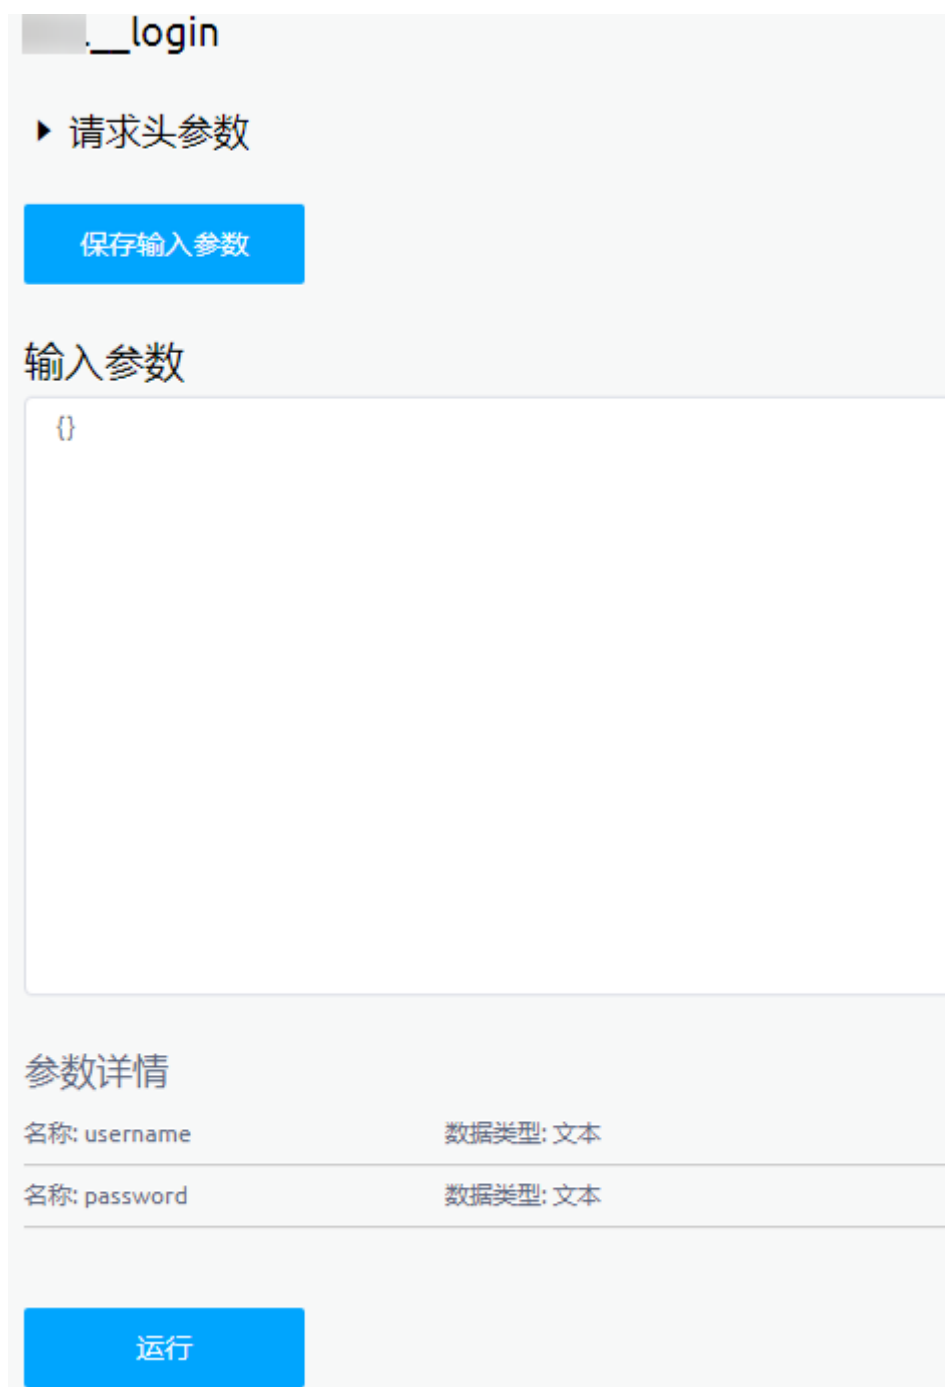 .__login
请求头参数
保存输入参数
输入参数
{}
参数详情
名称: username 数据类型: 文本
名称: password 数据类型: 文本
运行